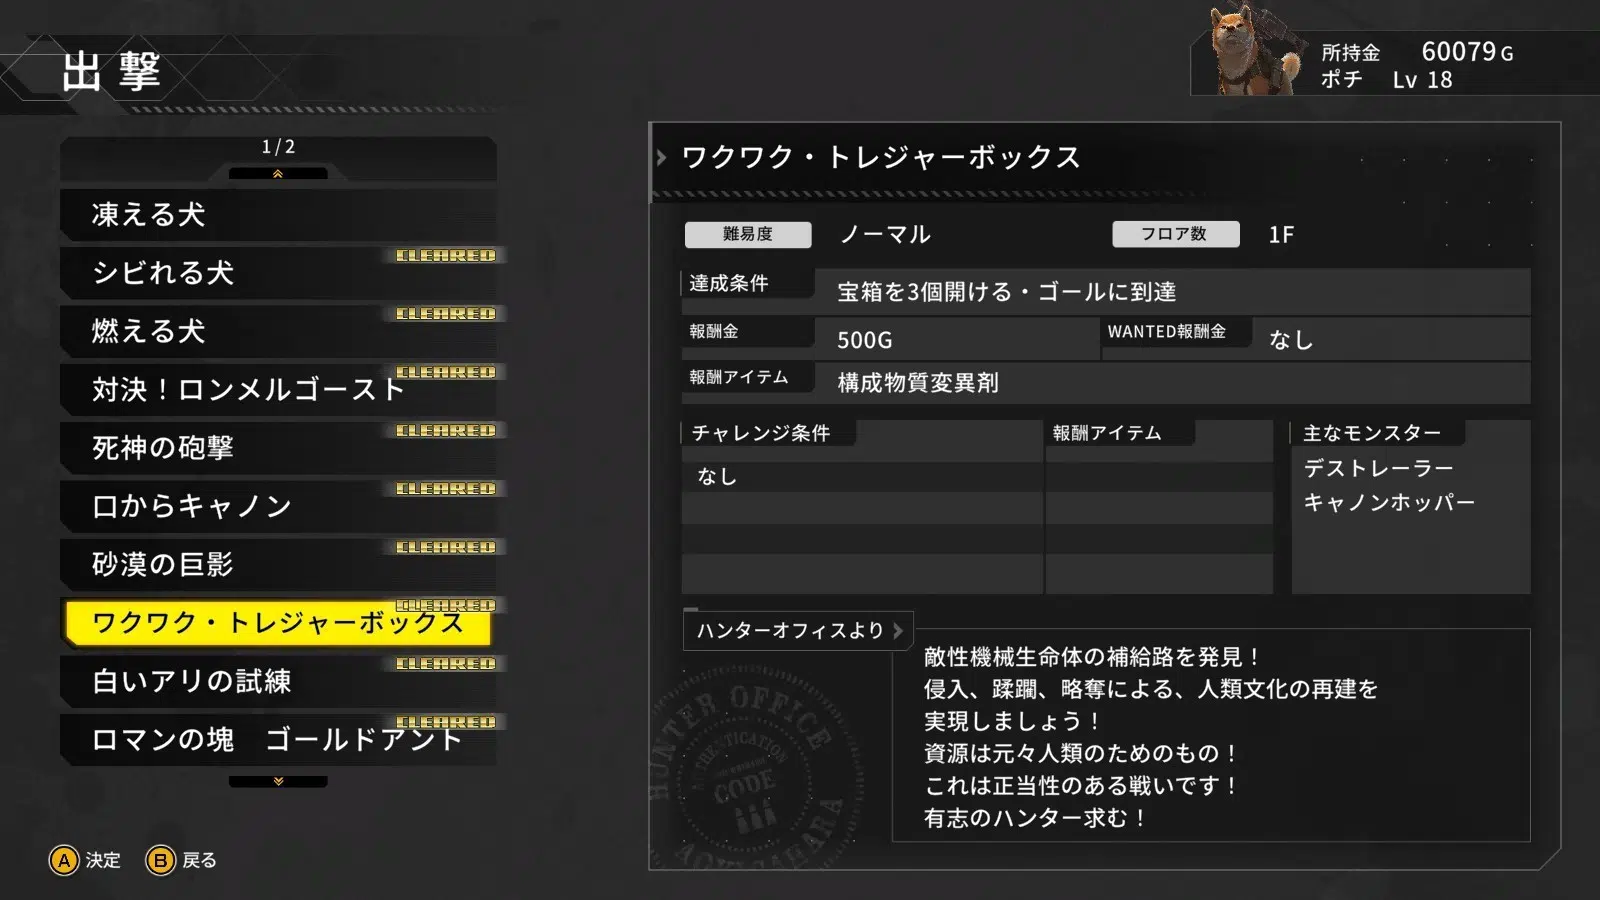 出撃
所持金 60079G
ポチ Lv 18
1/2
凍える犬
CLEARED
シビれる犬
CLEARED
燃える犬
CLEARED
対決！ロンメルゴースト
CLEARED
死神の砲撃
CLEARED
口からキャノン
CLEARED
砂漠の巨影
CLEARED
ワクワク・トレジャーボックス
CLEARED
白いアリの試練
CLEARED
ロマンの塊 ゴールドアント
A 決定 B 戻る
ワクワク・トレジャーボックス
難易度 ノーマル フロア数 1F
達成条件 宝箱を3個開ける・ゴールに到達
報酬金 500G WANTED報酬金 なし
報酬アイテム 構成物質変異剤
チャレンジ条件 報酬アイテム 主なモンスター
なし
デストレーラー
キャノンホッパー
ハンターオフィスより
敵性機械生命体の補給路を発見！
侵入、蹂躙、略奪による、人類文化の再建を
実現しましょう！
資源は元々人類のためのもの！
これは正当性のある戦いです！
有志のハンター求む！
HUNTER OFFICE
AUTHENTICATION
CODE